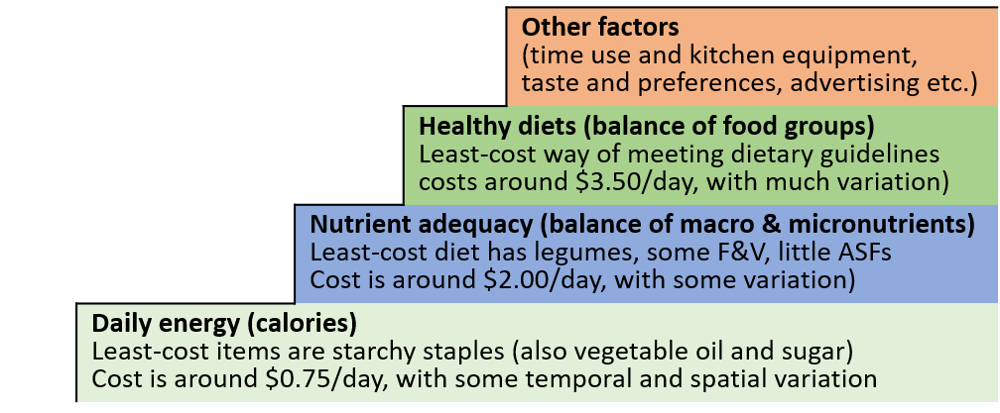 Other factors
(time use and kitchen equipment,
taste and preferences, advertising etc.)
Healthy diets (balance of food groups)
Least-cost way of meeting dietary guidelines
costs around $3.50/day, with much variation)
Nutrient adequacy (balance of macro & micronutrients)
Least-cost diet has legumes, some F&V, little ASFs
Cost is around $2.00/day, with some variation)
Daily energy (calories)
Least-cost items are starchy staples (also vegetable oil and sugar)
Cost is around $0.75/day, with some temporal and spatial variation